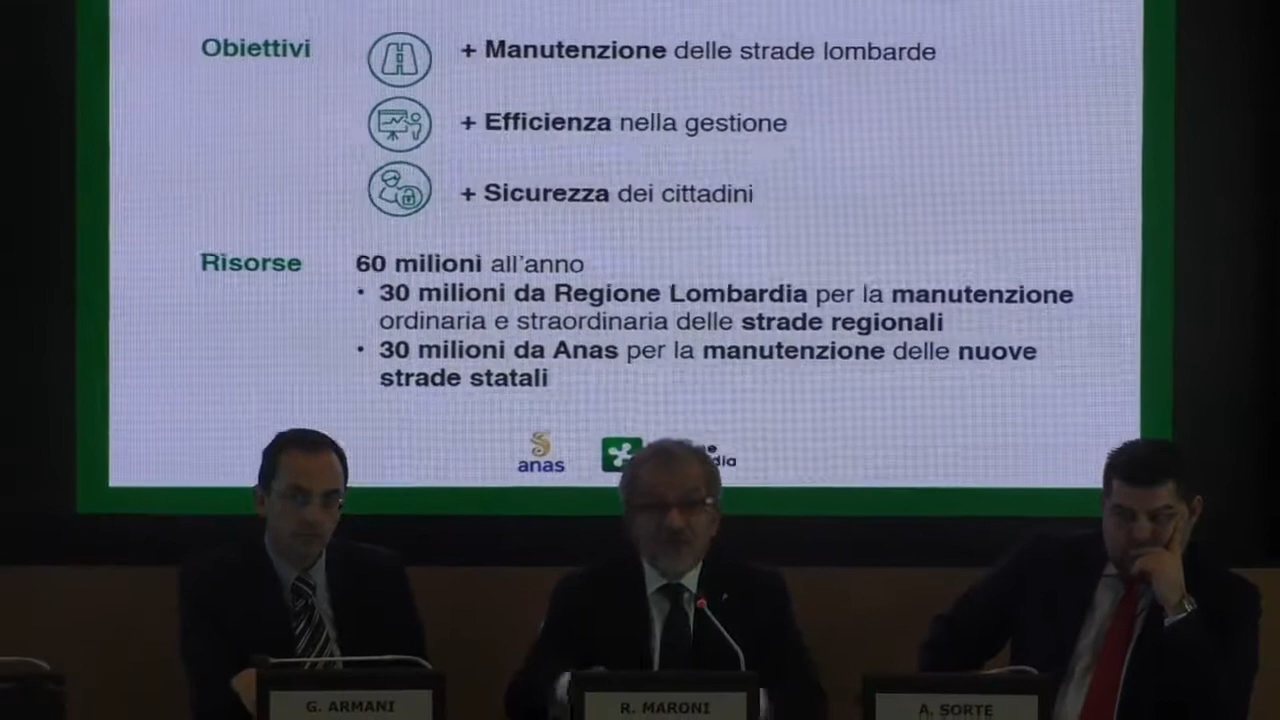 Obiettivi
+ Manutenzione delle strade lombarde
+ Efficienza nella gestione
+ Sicurezza dei cittadini
Risorse
60 milioni all'anno
• 30 milioni da Regione Lombardia per la manutenzione
ordinaria e straordinaria delle strade regionali
• 30 milioni da Anas per la manutenzione delle nuove
strade statali
anas
G. ARMANI
R. MARONI
A. SORTE